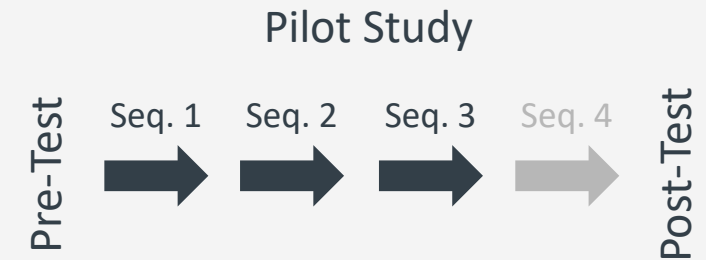 Pilot Study
Pre-Test
Seq. 1
Seq. 2
Seq. 3
Seq. 4
Post-Test